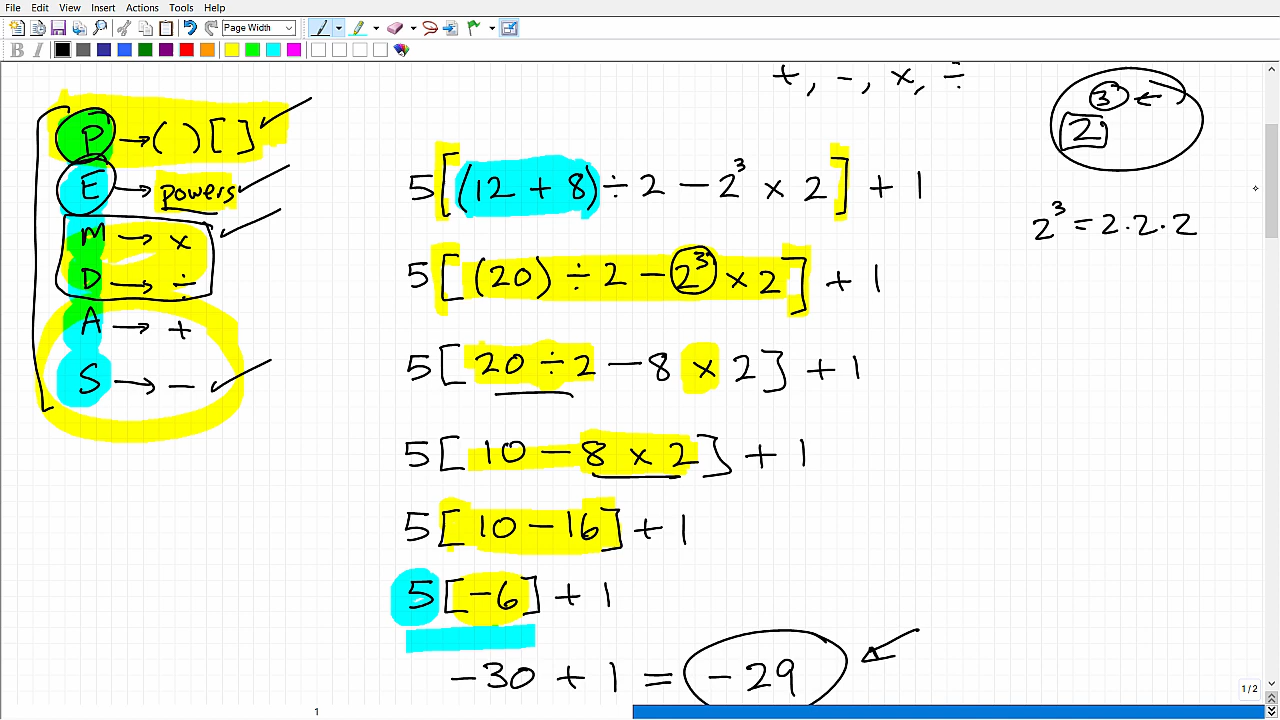 File Edit View Insert Actions Tools Help
Page Width
B I
+, -, x, ÷
P → ( ) [ ]
E → powers
M → x
D → ÷
A → +
S → −
5[(12 + 8) ÷ 2 − 2³ x 2] + 1
5[(20) ÷ 2 − 2³ x 2] + 1
5[20 ÷ 2 − 8 x 2] + 1
5[10 − 8 x 2] + 1
5[10 − 16] + 1
5[−6] + 1
−30 + 1 = −29
2³ ←
2³ = 2·2·2
1
1/2